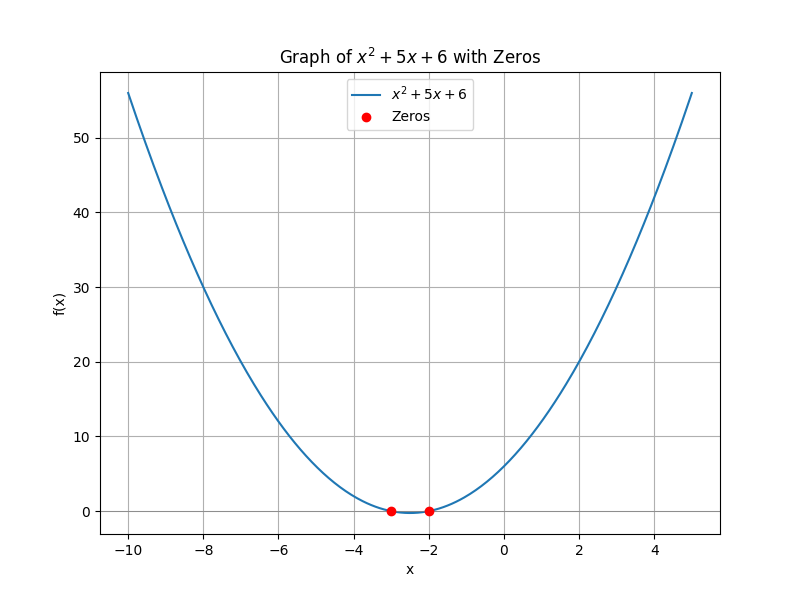 Graph of $x^2 + 5x + 6$ with Zeros
$x^2 + 5x + 6$
Zeros
50
40
30
20
10
0
f(x)
−10 −8 −6 −4 −2 0 2 4
x